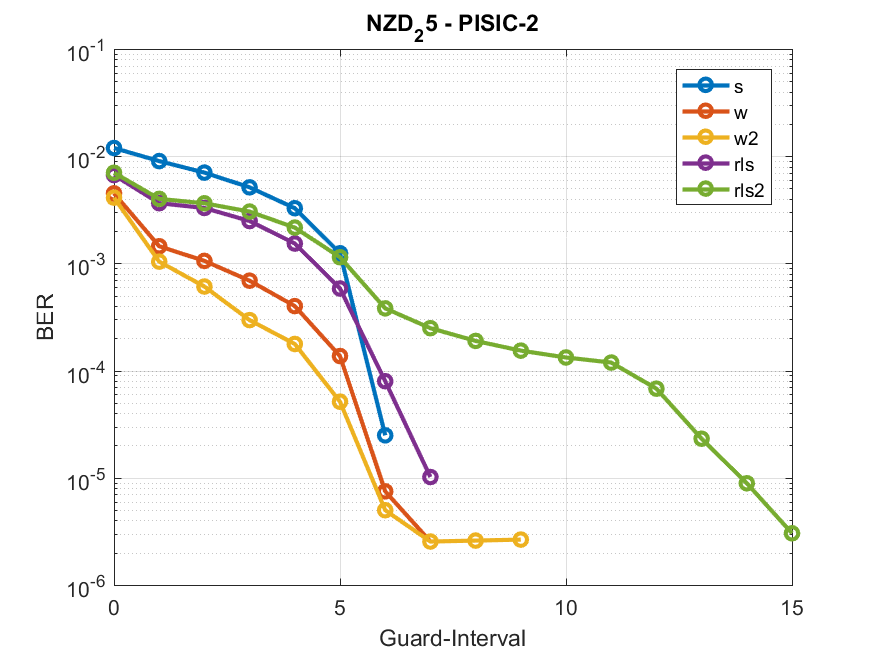 NZD₂5 - PISIC-2
10⁻¹
10⁻²
10⁻³
10⁻⁴
10⁻⁵
10⁻⁶
BER
s
w
w2
rls
rls2
0
5
10
15
Guard-Interval